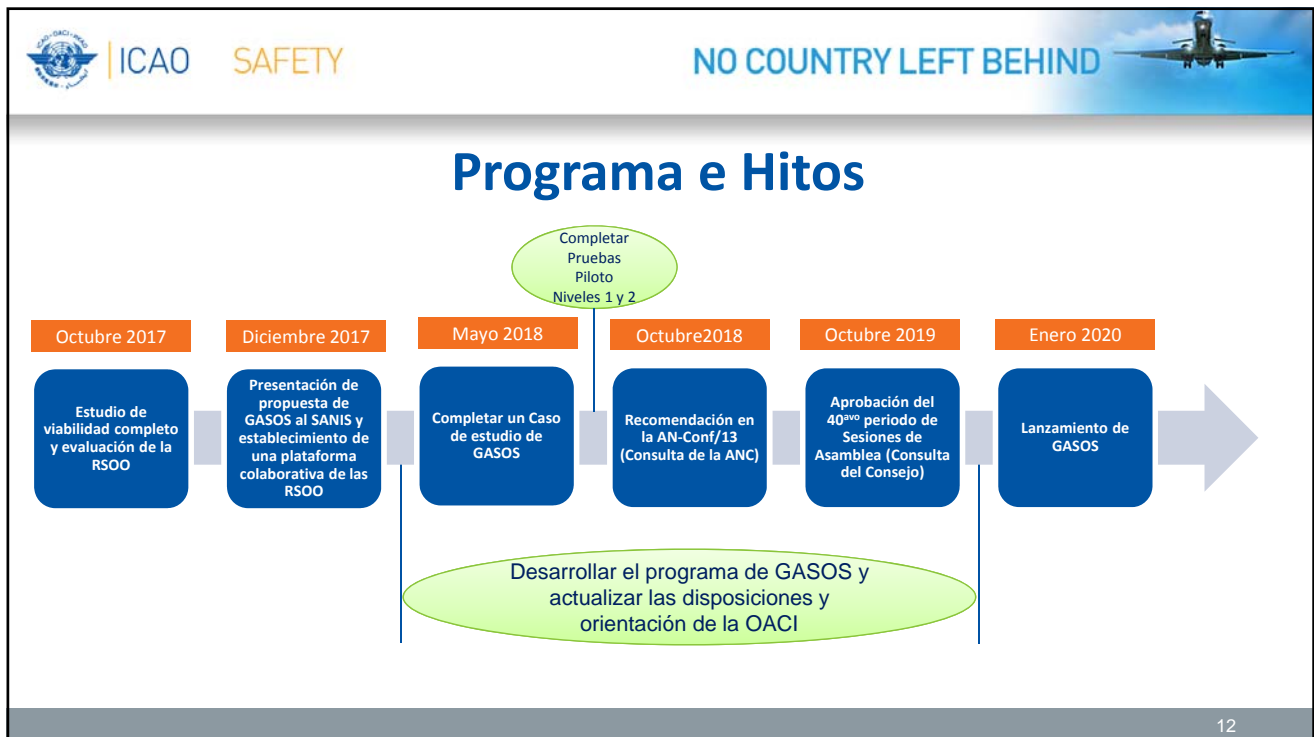 ICAO SAFETY
NO COUNTRY LEFT BEHIND
Programa e Hitos
Completar
Pruebas
Piloto
Niveles 1 y 2
Octubre 2017
Diciembre 2017
Mayo 2018
Octubre2018
Octubre 2019
Enero 2020
Estudio de
viabilidad completo
y evaluación de la
RSOO
Presentación de
propuesta de
GASOS al SANIS y
establecimiento de
una plataforma
colaborativa de las
RSOO
Completar un Caso
de estudio de
GASOS
Recomendación en
la AN-Conf/13
(Consulta de la ANC)
Aprobación del
40avo periodo de
Sesiones de
Asamblea (Consulta
del Consejo)
Lanzamiento de
GASOS
Desarrollar el programa de GASOS y
actualizar las disposiciones y
orientación de la OACI
12